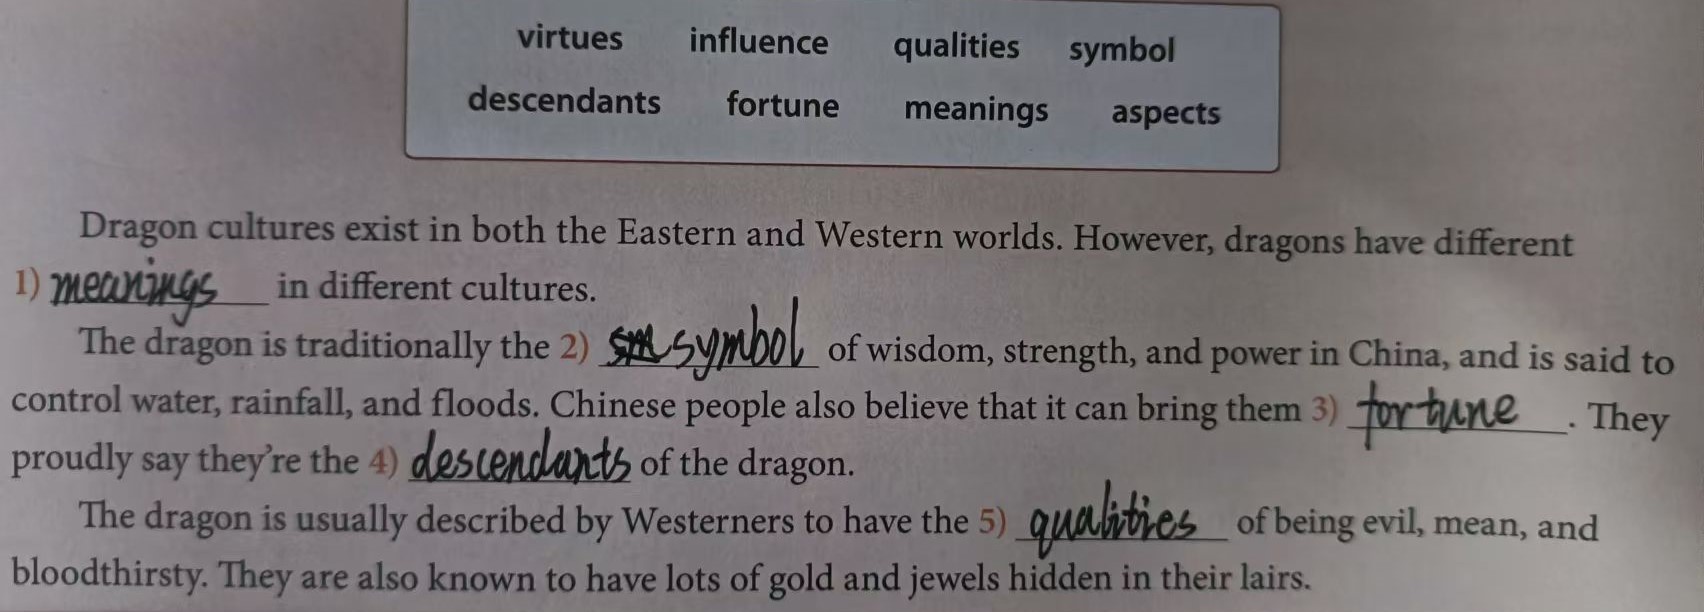 virtues influence qualities symbol
descendants fortune meanings aspects
Dragon cultures exist in both the Eastern and Western worlds. However, dragons have different
1) meanings in different cultures.
The dragon is traditionally the 2) symbol of wisdom, strength, and power in China, and is said to
control water, rainfall, and floods. Chinese people also believe that it can bring them 3) fortune. They
proudly say they're the 4) descendants of the dragon.
The dragon is usually described by Westerners to have the 5) qualities of being evil, mean, and
bloodthirsty. They are also known to have lots of gold and jewels hidden in their lairs.